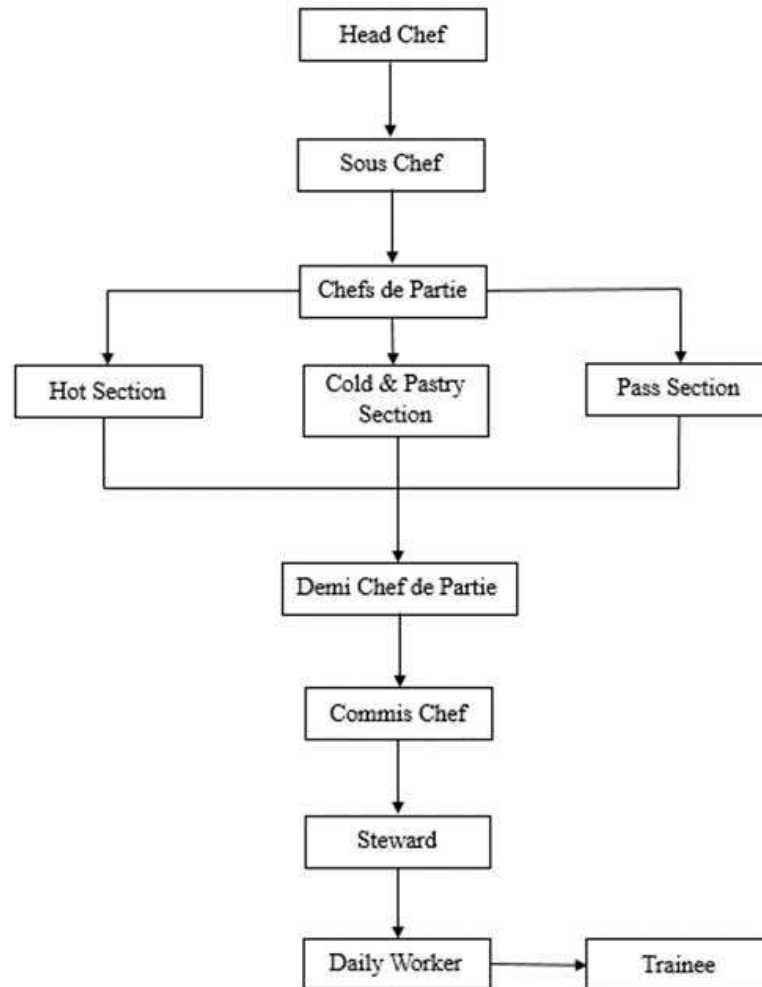 Head Chef
Sous Chef
Chefs de Partie
Hot Section
Cold & Pastry
Section
Pass Section
Demi Chef de Partie
Commis Chef
Steward
Daily Worker
Trainee